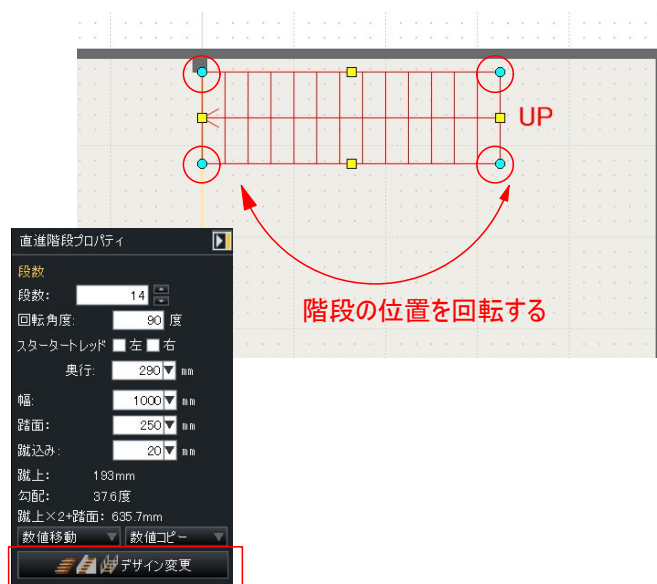 UP
階段の位置を回転する
直進階段プロパティ
段数
段数: 14
回転角度: 90 度
スタータートレッド 左 右
奥行: 290 mm
幅: 1000 mm
踏面: 250 mm
蹴込み: 20 mm
蹴上: 193mm
勾配: 37.6度
蹴上×2+踏面: 635.7mm
数値移動 数値コピー
デザイン変更